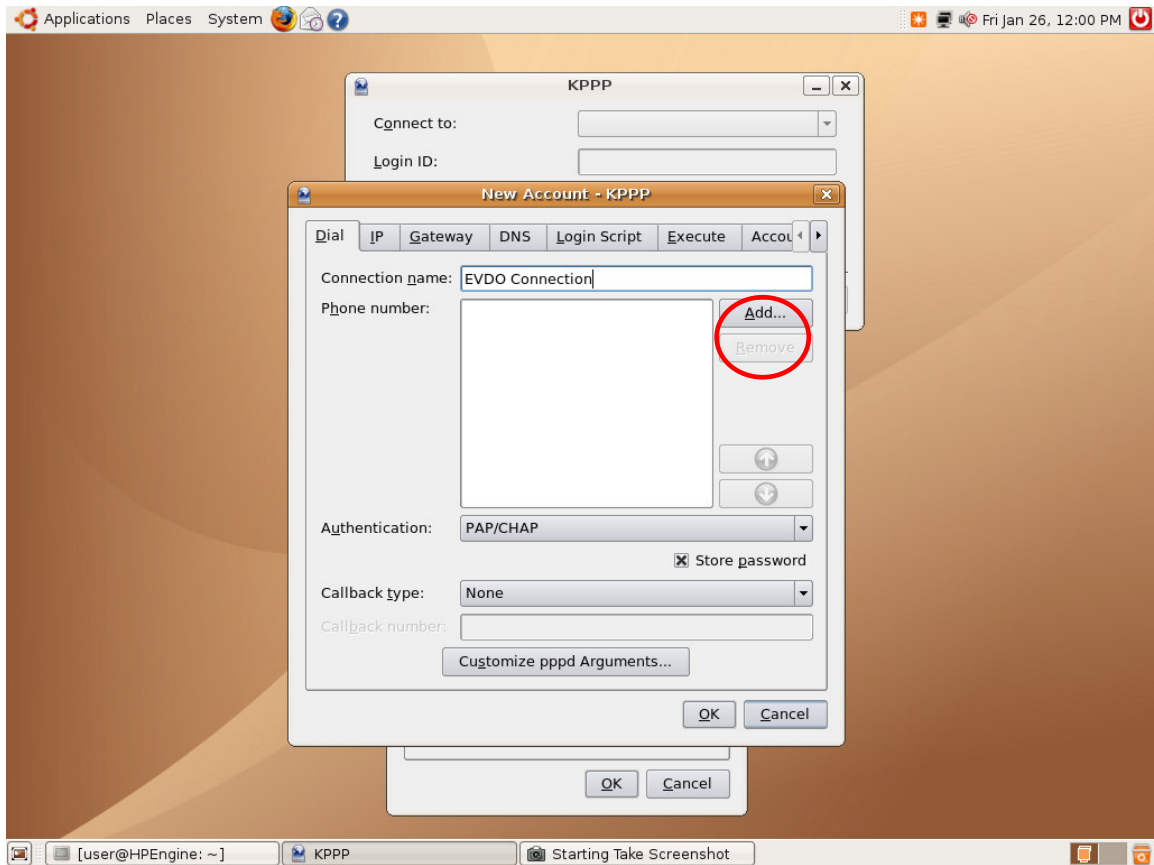 Applications Places System Fri Jan 26, 12:00 PM
KPPP
Connect to:
Login ID:
New Account - KPPP
Dial IP Gateway DNS Login Script Execute Accou
Connection name: EVDO Connection
Phone number: Add...
Remove
Authentication: PAP/CHAP
Store password
Callback type: None
Callback number:
Customize pppd Arguments...
OK Cancel
OK Cancel
[user@HPEngine: ~] KPPP Starting Take Screenshot